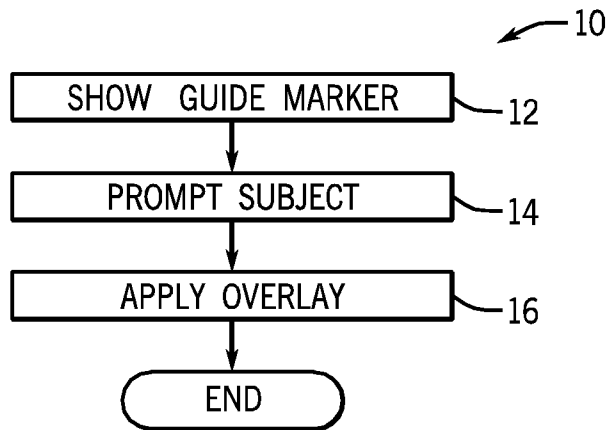 10
SHOW GUIDE MARKER
12
PROMPT SUBJECT
14
APPLY OVERLAY
16
END